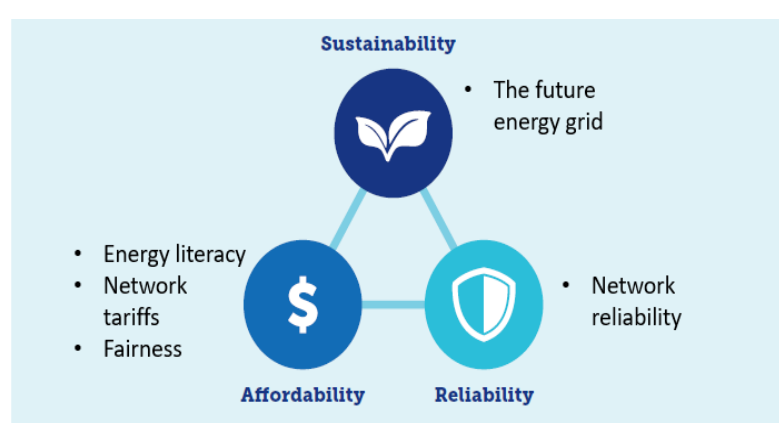 Sustainability
• The future
energy grid
• Energy literacy
• Network
tariffs
• Fairness
$
• Network
reliability
Affordability
Reliability